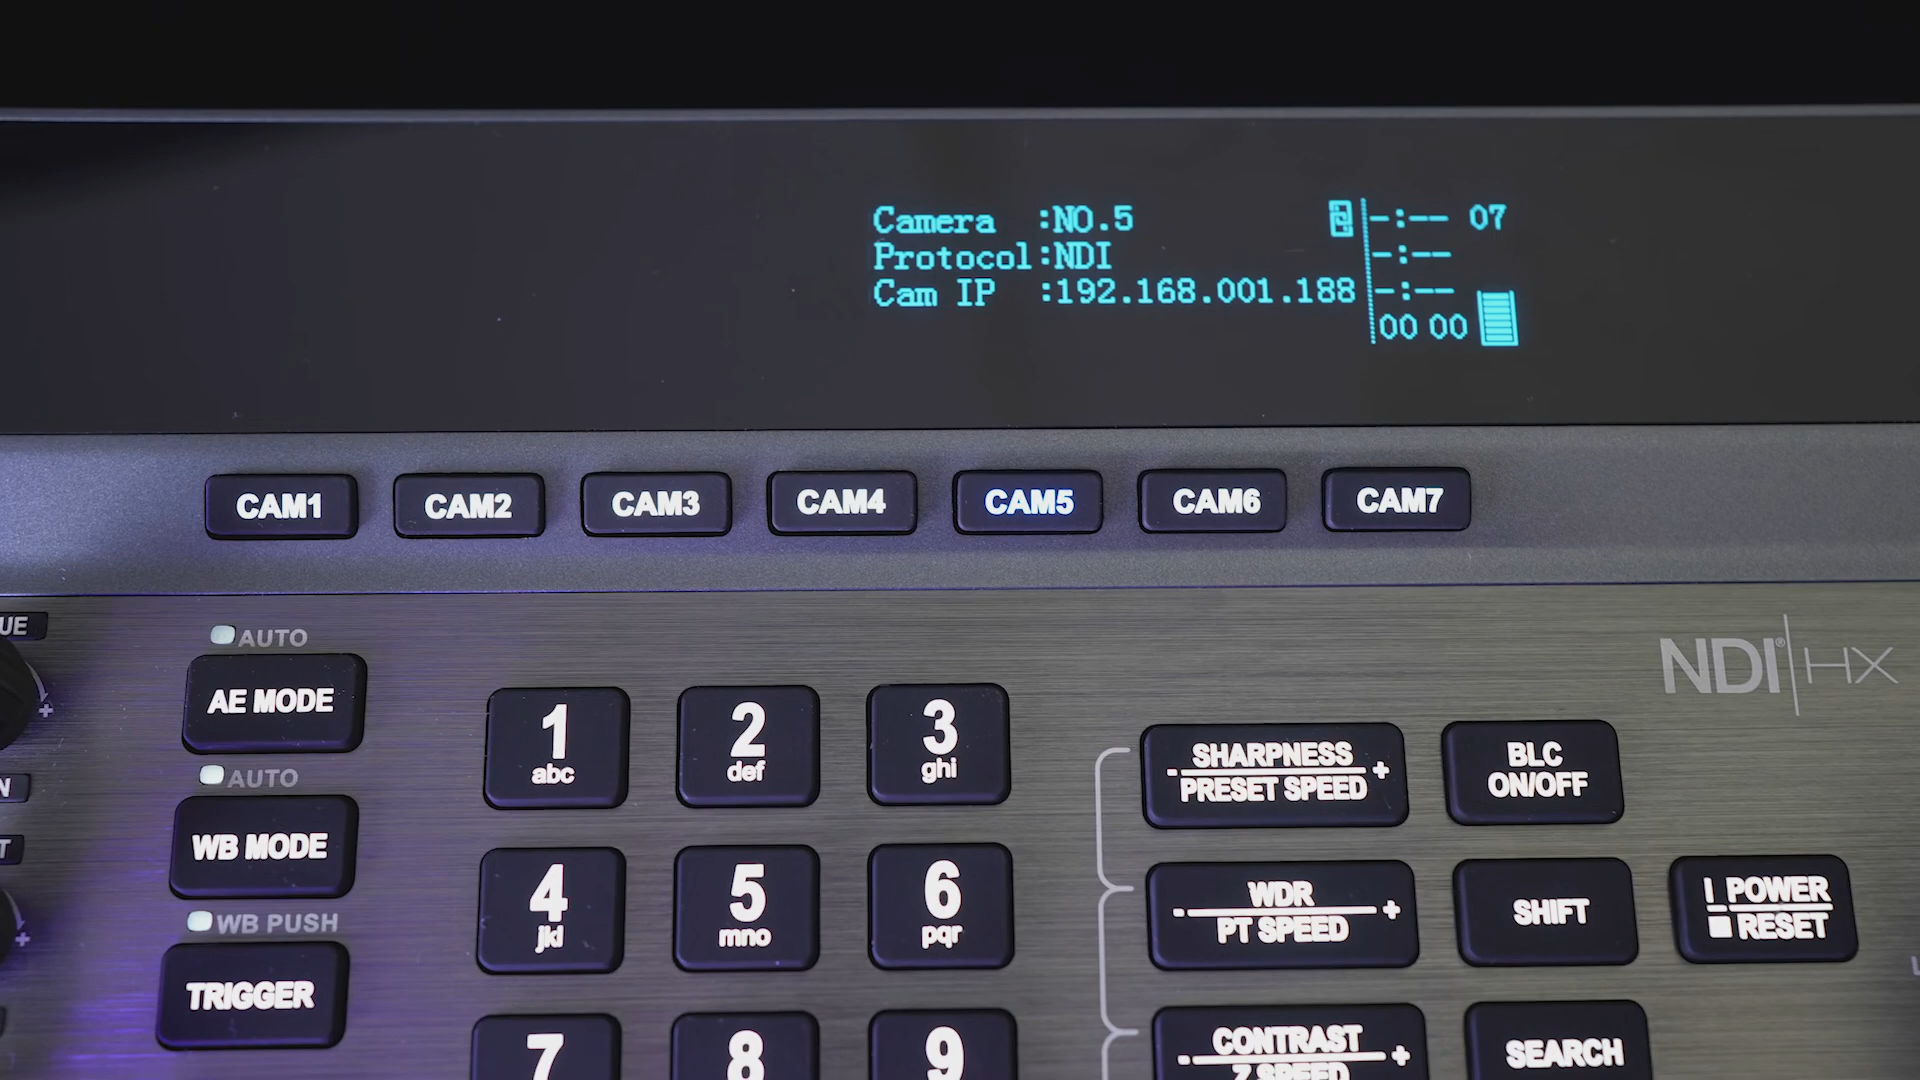 Camera :NO.5 -:-- 07
Protocol:NDI -:--
Cam IP :192.168.001.188 -:--
00 00
CAM1 CAM2 CAM3 CAM4 CAM5 CAM6 CAM7
UE
AUTO
AE MODE
AUTO
WB MODE
WB PUSH
TRIGGER
N
T
+
+
1
abc
2
def
3
ghi
4
jkl
5
mno
6
pqr
7
8
9
NDI® HX
SHARPNESS
- +
PRESET SPEED
BLC
ON/OFF
WDR
- +
PT SPEED
SHIFT
I POWER
RESET
CONTRAST
- +
Z SPEED
SEARCH